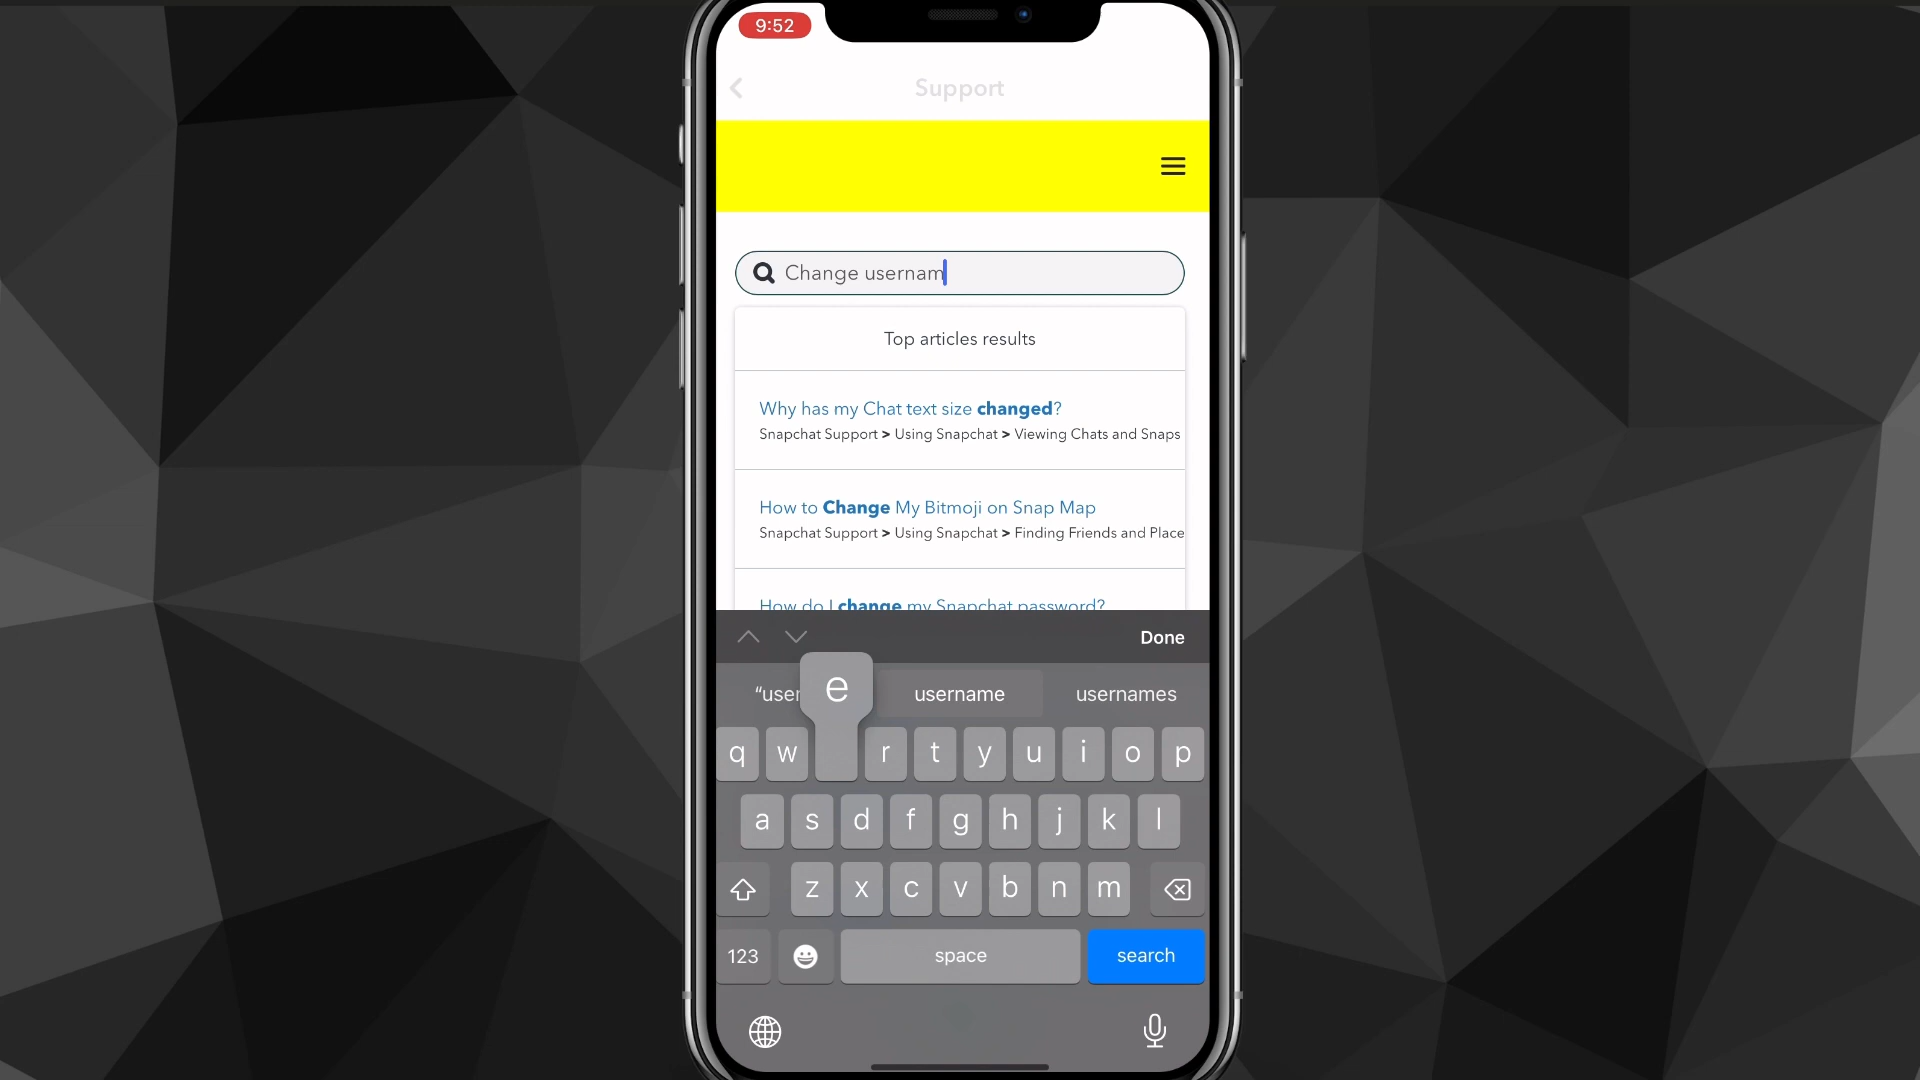 9:52
Support
Change usernam
Top articles results
Why has my Chat text size changed?
Snapchat Support > Using Snapchat > Viewing Chats and Snaps
How to Change My Bitmoji on Snap Map
Snapchat Support > Using Snapchat > Finding Friends and Place
How do I change my Snapchat password?
Done
“user
e
username
usernames
q w r t y u i o p
a s d f g h j k l
z x c v b n m
123
space
search